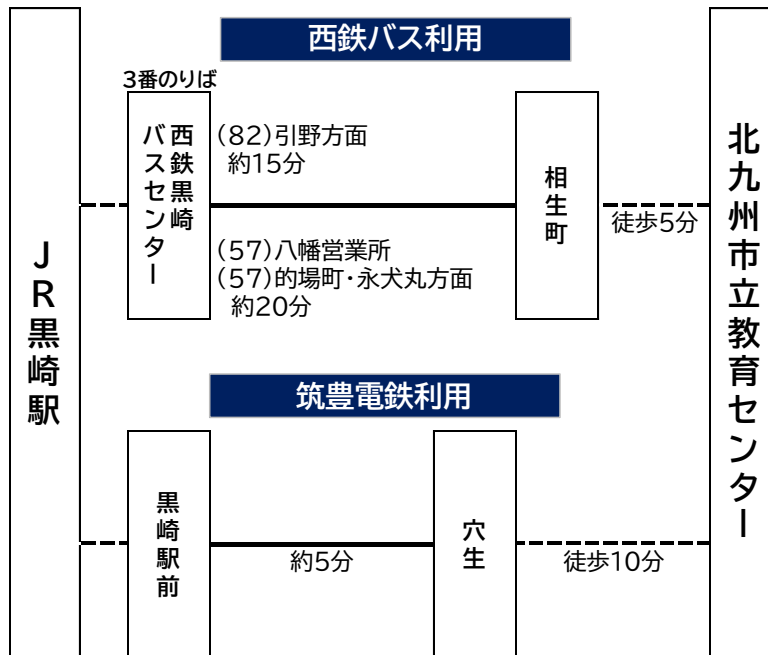 JR黒崎駅
西鉄バス利用
3番のりば
西鉄黒崎
バスセンター
(82)引野方面
約15分
(57)八幡営業所
(57)的場町・永犬丸方面
約20分
相生町
徒歩5分
筑豊電鉄利用
黒崎駅前
約5分
穴生
徒歩10分
北九州市立教育センター